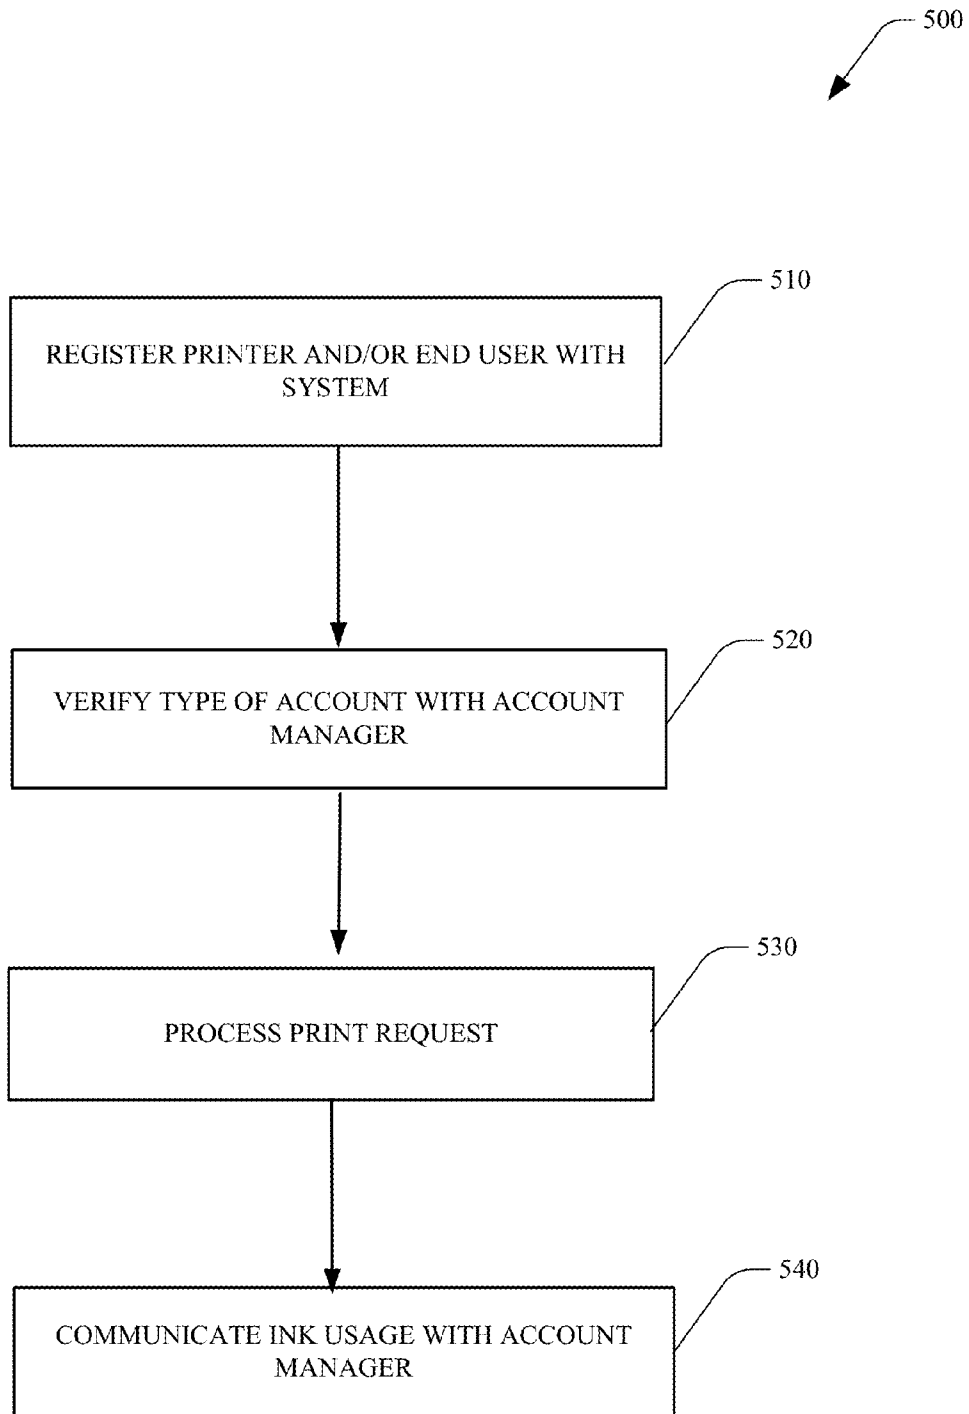 500
510
REGISTER PRINTER AND/OR END USER WITH
SYSTEM
520
VERIFY TYPE OF ACCOUNT WITH ACCOUNT
MANAGER
530
PROCESS PRINT REQUEST
540
COMMUNICATE INK USAGE WITH ACCOUNT
MANAGER